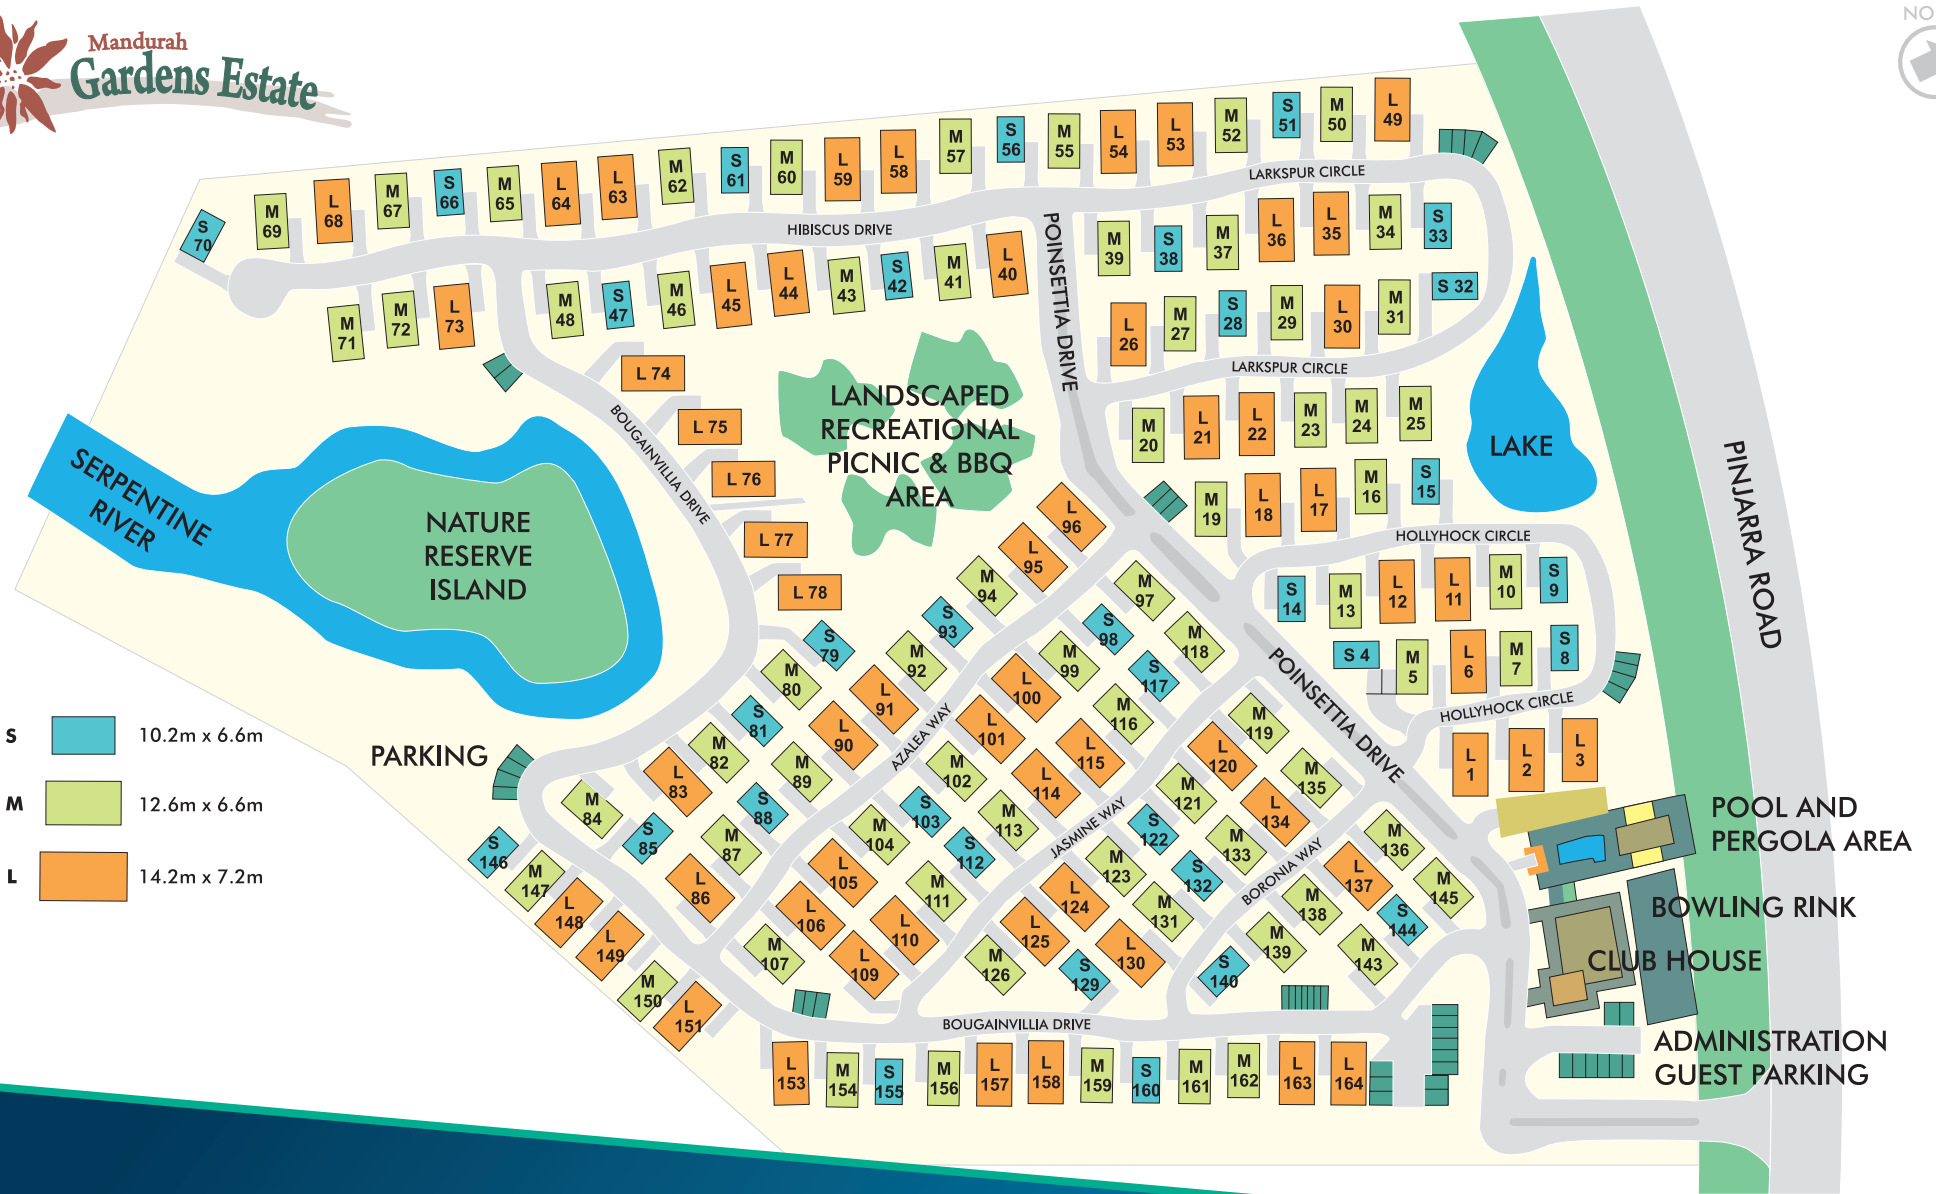 Mandurah
Gardens Estate
NO
L
49
M
50
S
51
M
52
L
53
L
54
M
55
S
56
M
57
L
58
L
59
M
60
S
61
M
62
L
63
L
64
M
65
S
66
M
67
L
68
M
69
S
70
LARKSPUR CIRCLE
HIBISCUS DRIVE
POINSETTIA DRIVE
M
39
S
38
M
37
L
36
L
35
M
34
S
33
S 32
L
40
M
41
S
42
M
43
L
44
L
45
M
46
S
47
M
48
M
71
M
72
L
73
L
26
M
27
S
28
M
29
L
30
M
31
LARKSPUR CIRCLE
L 74
L 75
L 76
L 77
L 78
BOUGAINVILLIA DRIVE
LANDSCAPED
RECREATIONAL
PICNIC & BBQ
AREA
M
20
L
21
L
22
M
23
M
24
M
25
LAKE
PINJARRA ROAD
SERPENTINE
RIVER
NATURE
RESERVE
ISLAND
M
19
L
18
L
17
M
16
S
15
HOLLYHOCK CIRCLE
S
14
M
13
L
12
L
11
M
10
S
9
S 4
M
5
L
6
M
7
S
8
HOLLYHOCK CIRCLE
L
1
L
2
L
3
L
96
L
95
M
94
S
93
M
92
L
91
L
90
M
89
S
88
M
87
L
86
S
79
M
80
S
81
M
82
L
83
M
84
S
85
AZALEA WAY
M
97
S
98
M
99
L
100
L
101
M
102
S
103
M
104
L
105
L
106
M
107
M
118
S
117
M
116
L
115
L
114
M
113
S
112
M
111
L
110
L
109
JASMINE WAY
POINSETTIA DRIVE
M
119
L
120
M
121
S
122
M
123
L
124
L
125
M
126
M
135
L
134
M
133
S
132
M
131
L
130
S
129
BORONIA WAY
M
136
L
137
M
138
M
139
S
140
M
145
S
144
M
143
PARKING
S
146
M
147
L
148
L
149
M
150
L
151
BOUGAINVILLIA DRIVE
L
153
M
154
S
155
M
156
L
157
L
158
M
159
S
160
M
161
M
162
L
163
L
164
S 10.2m x 6.6m
M 12.6m x 6.6m
L 14.2m x 7.2m
POOL AND
PERGOLA AREA
BOWLING RINK
CLUB HOUSE
ADMINISTRATION
GUEST PARKING